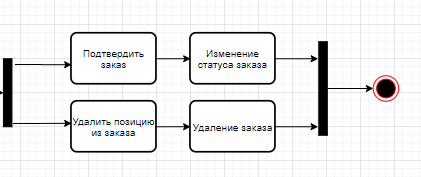 Подтвердить
заказ
Изменение
статуса заказа
Удалить позицию
из заказа
Удаление заказа